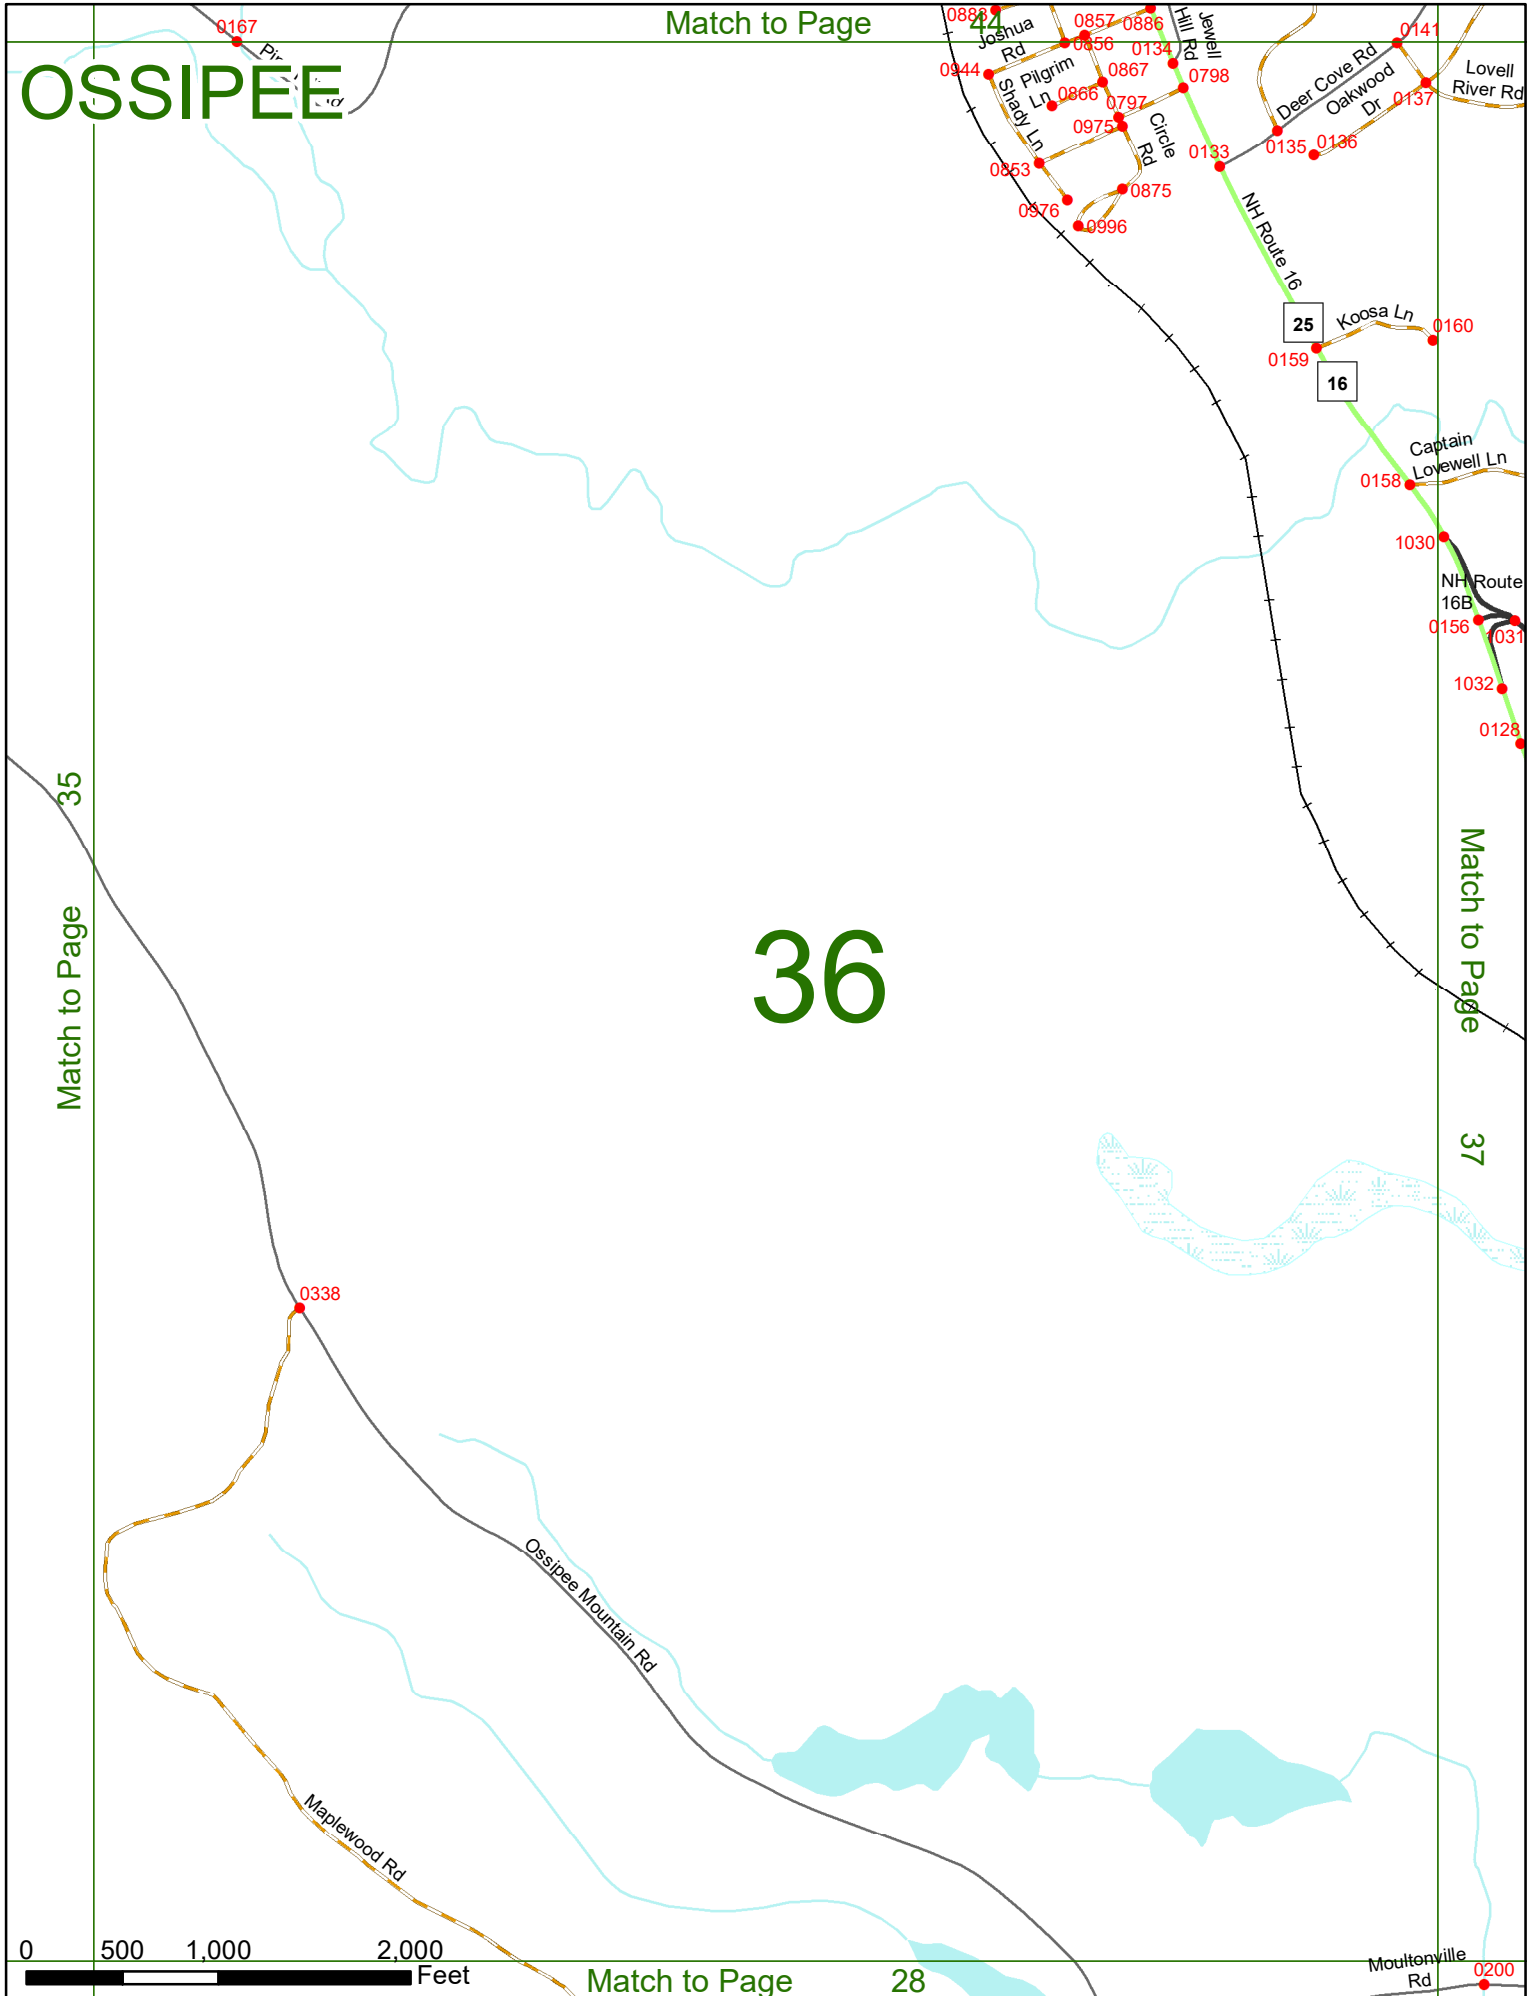 Match to Page 44
OSSIPEE
0167
0883
0857
0886
Joshua
Rd
0856
0134
Jewell
Hill Rd
0141
0944
Pilgrim
Ln
0867
0866
0798
0797
0975
Shady Ln
Circle
Rd
Deer Cove Rd
Oakwood
Dr
0137
Lovell
River Rd
0133
0135
0136
0853
0875
0976
0996
NH Route 16
25
Koosa Ln
0160
0159
16
Captain
Lovewell Ln
0158
1030
NH Route
16B
0156
1031
1032
0128
Match to Page 35
36
Match to Page 37
0338
Ossipee Mountain Rd
Maplewood Rd
0 500 1,000 2,000
Feet
Match to Page 28
Moultonville
Rd
0200